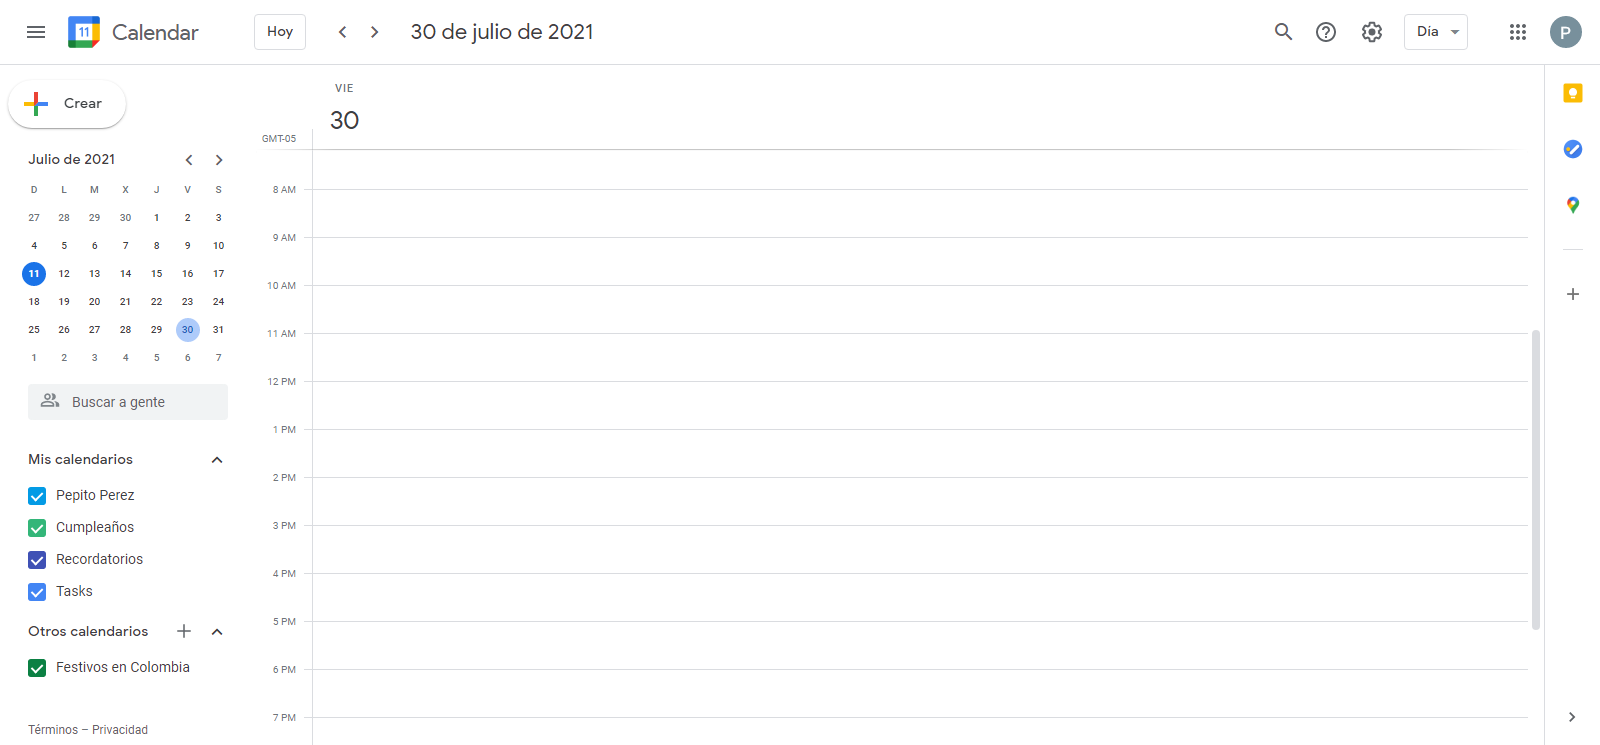 11 Calendar Hoy 30 de julio de 2021 Día P
Crear
VIE
30
GMT-05
Julio de 2021
D L M X J V S
27 28 29 30 1 2 3
4 5 6 7 8 9 10
11 12 13 14 15 16 17
18 19 20 21 22 23 24
25 26 27 28 29 30 31
1 2 3 4 5 6 7
Buscar a gente
Mis calendarios
Pepito Perez
Cumpleaños
Recordatorios
Tasks
Otros calendarios
Festivos en Colombia
Términos – Privacidad
8 AM
9 AM
10 AM
11 AM
12 PM
1 PM
2 PM
3 PM
4 PM
5 PM
6 PM
7 PM